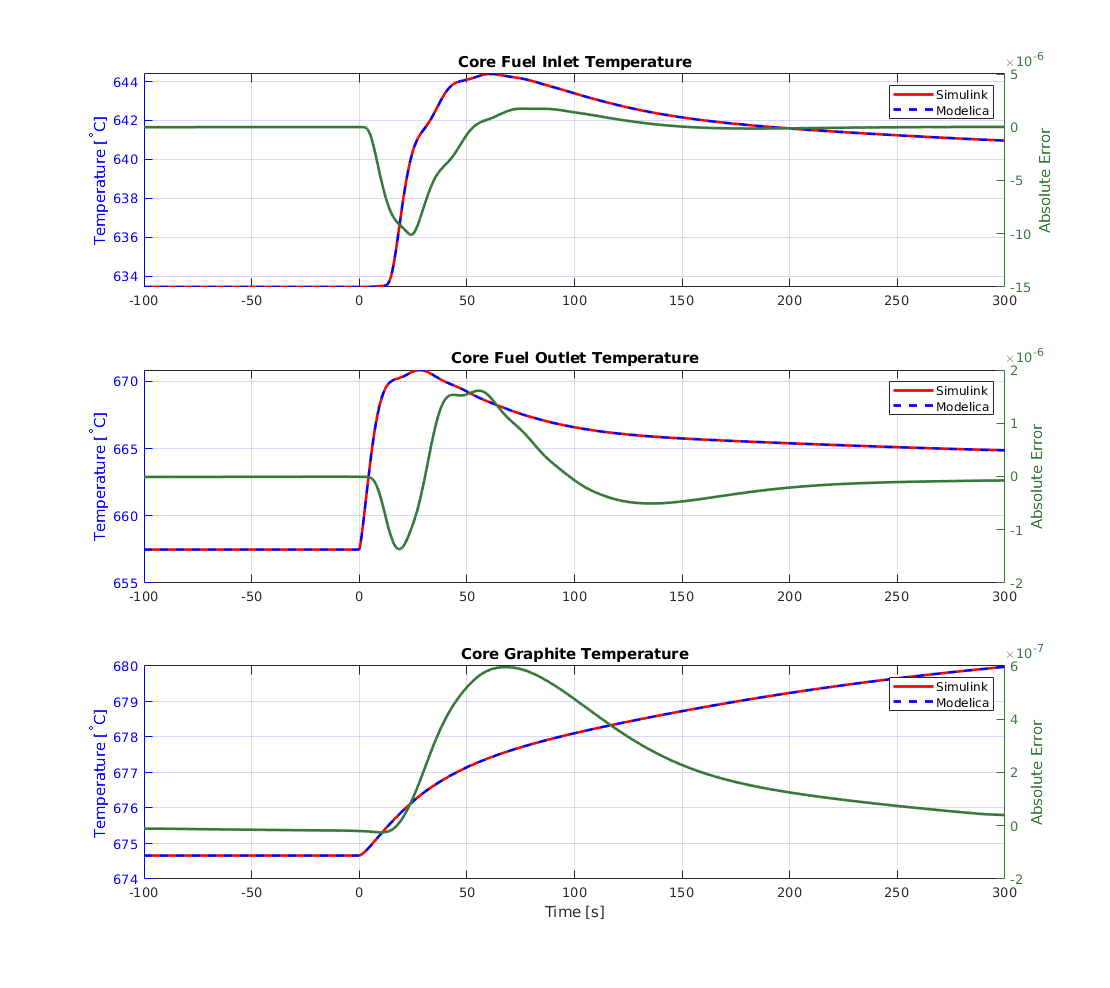 Core Fuel Inlet Temperature
×10⁻⁶
Temperature [°C]
644
642
640
638
636
634
5
0
-5
-10
-15
Absolute Error
Simulink
Modelica
-100 -50 0 50 100 150 200 250 300
Core Fuel Outlet Temperature
×10⁻⁶
Temperature [°C]
670
665
660
655
2
1
0
-1
-2
Absolute Error
Simulink
Modelica
-100 -50 0 50 100 150 200 250 300
Core Graphite Temperature
×10⁻⁷
Temperature [°C]
680
679
678
677
676
675
674
6
4
2
0
-2
Absolute Error
Simulink
Modelica
-100 -50 0 50 100 150 200 250 300
Time [s]